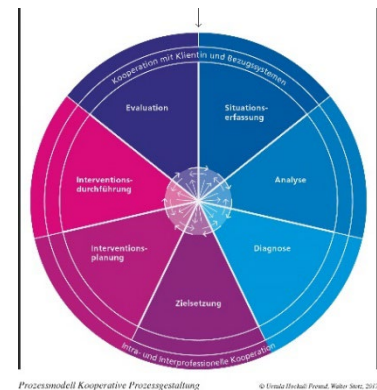 Kooperation mit Klientin und Bezugssystemen
Evaluation
Situations-
erfassung
Interventions-
durchführung
Analyse
Interventions-
planung
Diagnose
Zielsetzung
Intra- und interprofessionelle Kooperation
Prozessmodell Kooperative Prozessgestaltung
© Ursula Hochuli Freund, Walter Stotz, 2017